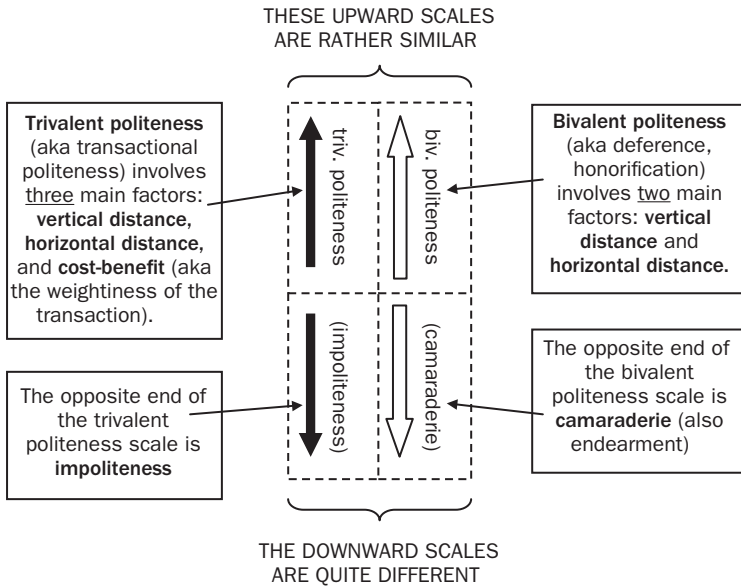 THESE UPWARD SCALES
ARE RATHER SIMILAR
Trivalent politeness
(aka transactional
politeness) involves
three main factors:
vertical distance,
horizontal distance,
and cost-benefit (aka
the weightiness of the
transaction).
triv. politeness
biv. politeness
Bivalent politeness
(aka deference,
honorification)
involves two main
factors: vertical
distance and
horizontal distance.
The opposite end of
the trivalent
politeness scale is
impoliteness
(impoliteness)
(camaraderie)
The opposite end of
the bivalent
politeness scale is
camaraderie (also
endearment)
THE DOWNWARD SCALES
ARE QUITE DIFFERENT